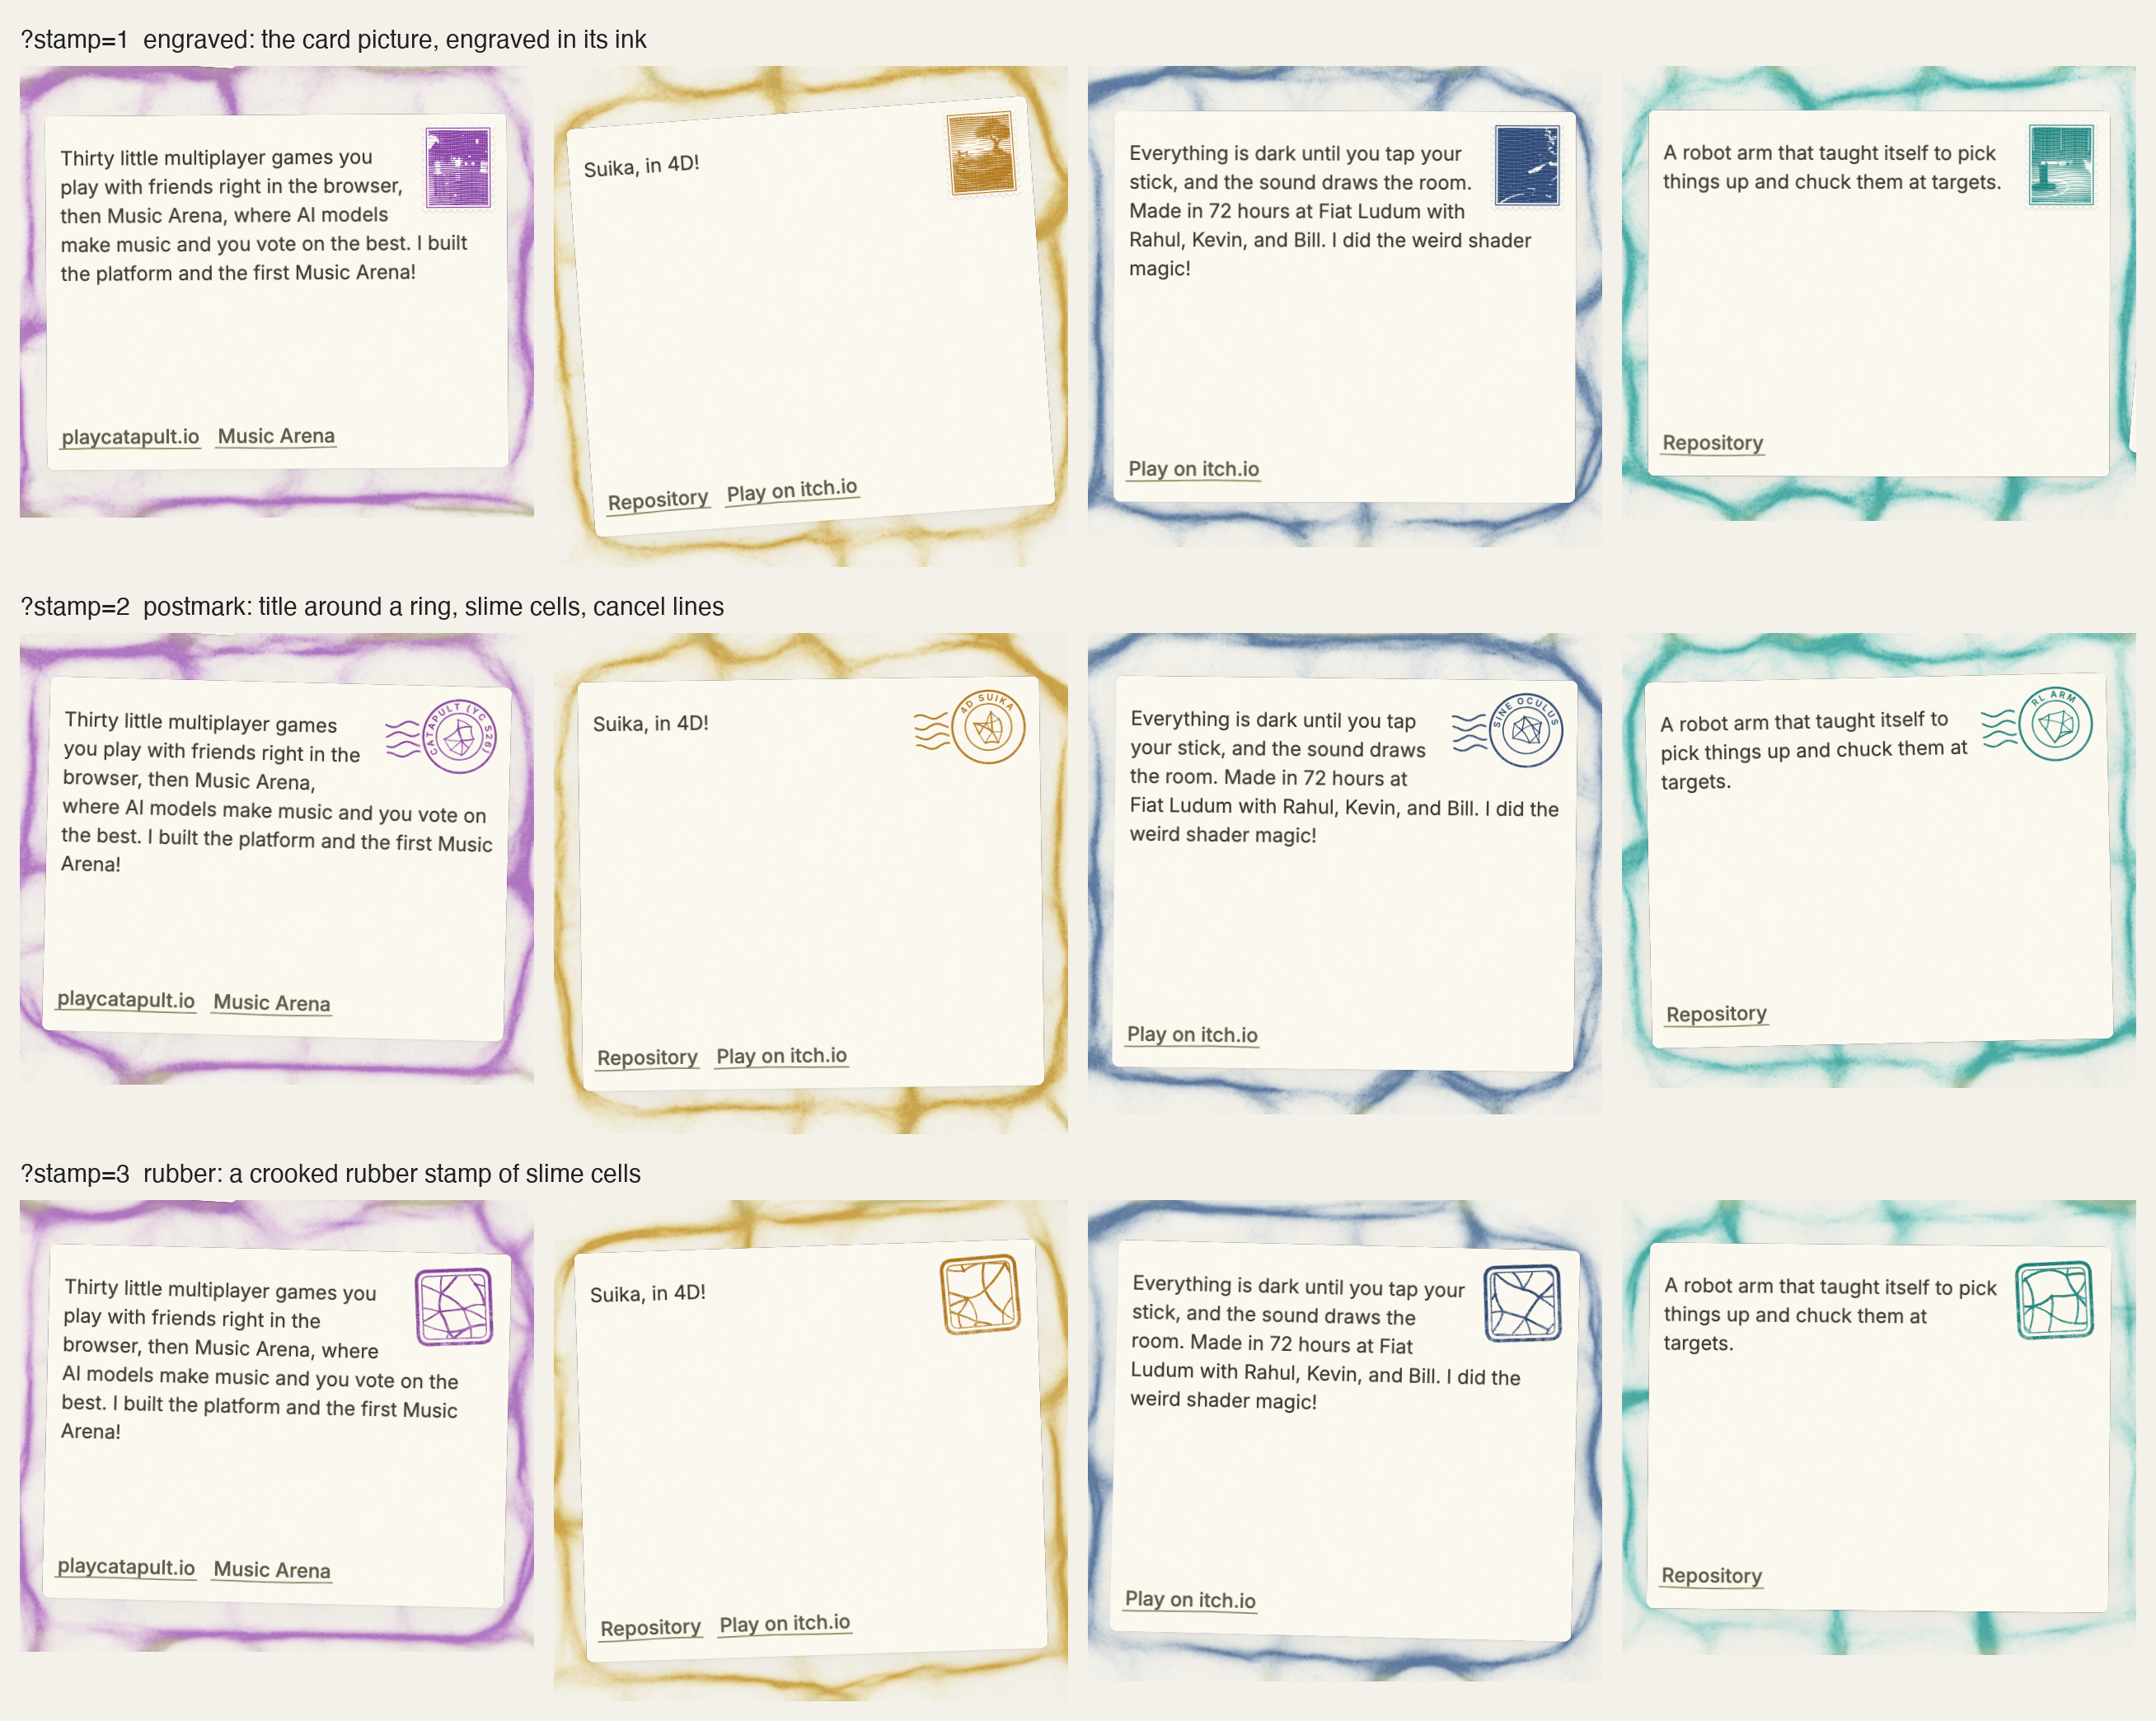 ?stamp=1  engraved: the card picture, engraved in its ink
Thirty little multiplayer games you
play with friends right in the browser,
then Music Arena, where AI models
make music and you vote on the best. I built
the platform and the first Music Arena!
playcatapult.io  Music Arena
Suika, in 4D!
Repository  Play on itch.io
Everything is dark until you tap your
stick, and the sound draws the room.
Made in 72 hours at Fiat Ludum with
Rahul, Kevin, and Bill. I did the weird shader
magic!
Play on itch.io
A robot arm that taught itself to pick
things up and chuck them at targets.
Repository
?stamp=2  postmark: title around a ring, slime cells, cancel lines
Thirty little multiplayer games
you play with friends right in the
browser, then Music Arena,
where AI models make music and you vote on
the best. I built the platform and the first Music
Arena!
CATAPULT (YC S26)
playcatapult.io  Music Arena
Suika, in 4D!
4D SUIKA
Repository  Play on itch.io
Everything is dark until you tap
your stick, and the sound draws
the room. Made in 72 hours at
Fiat Ludum with Rahul, Kevin, and Bill. I did the
weird shader magic!
SINE OCULUS
Play on itch.io
A robot arm that taught itself to
pick things up and chuck them at
targets.
RL ARM
Repository
?stamp=3  rubber: a crooked rubber stamp of slime cells
Thirty little multiplayer games you
play with friends right in the
browser, then Music Arena, where
AI models make music and you vote on the
best. I built the platform and the first Music
Arena!
playcatapult.io  Music Arena
Suika, in 4D!
Repository  Play on itch.io
Everything is dark until you tap your
stick, and the sound draws the
room. Made in 72 hours at Fiat
Ludum with Rahul, Kevin, and Bill. I did the
weird shader magic!
Play on itch.io
A robot arm that taught itself to pick
things up and chuck them at
targets.
Repository